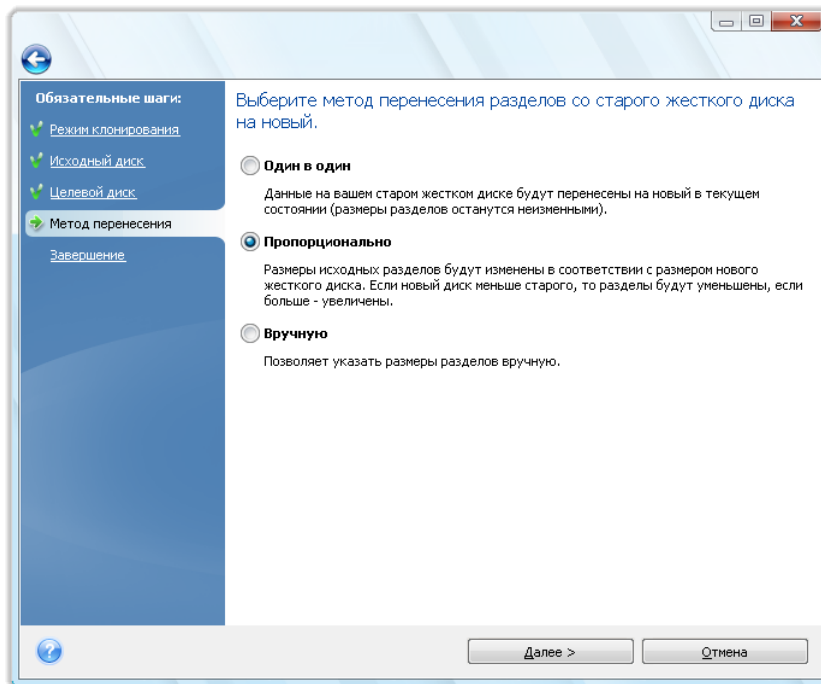 Обязательные шаги:
Режим клонирования
Исходный диск
Целевой диск
Метод перенесения
Завершение
Выберите метод перенесения разделов со старого жесткого диска
на новый.
Один в один
Данные на вашем старом жестком диске будут перенесены на новый в текущем
состоянии (размеры разделов останутся неизменными).
Пропорционально
Размеры исходных разделов будут изменены в соответствии с размером нового
жесткого диска. Если новый диск меньше старого, то разделы будут уменьшены, если
больше - увеличены.
Вручную
Позволяет указать размеры разделов вручную.
Далее >
Отмена